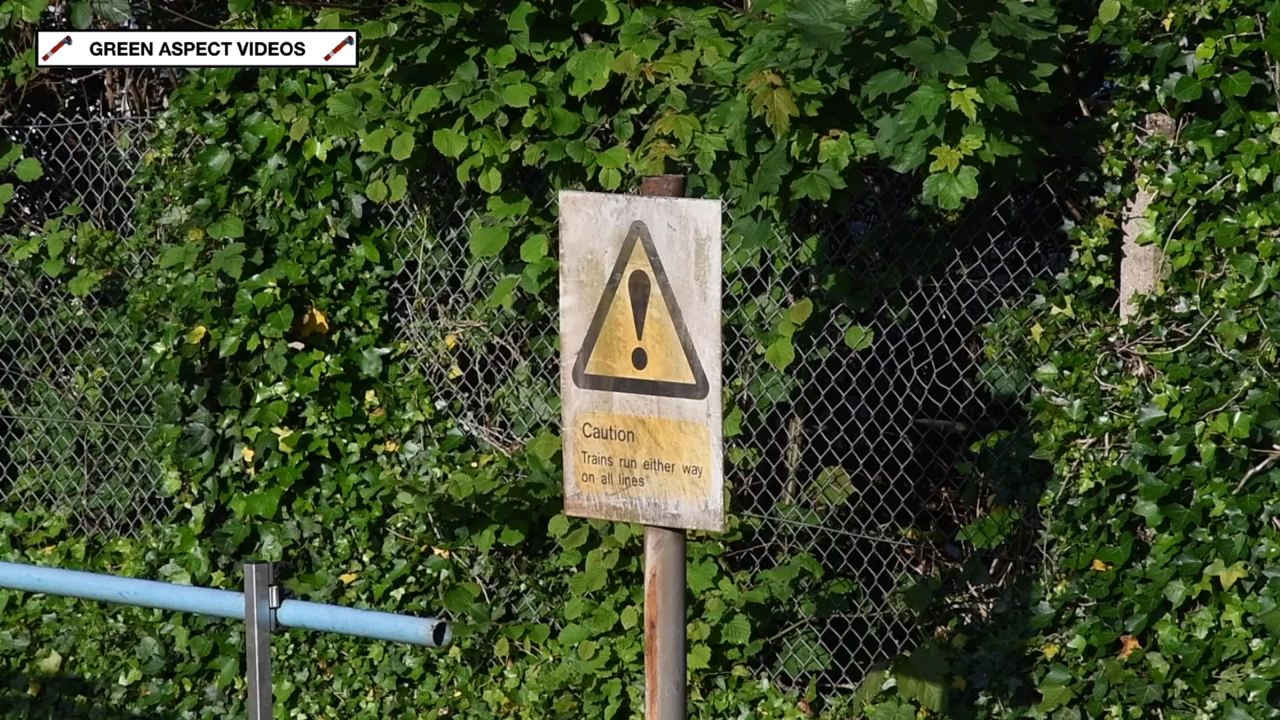 GREEN ASPECT VIDEOS
!
Caution
Trains run either way
on all lines